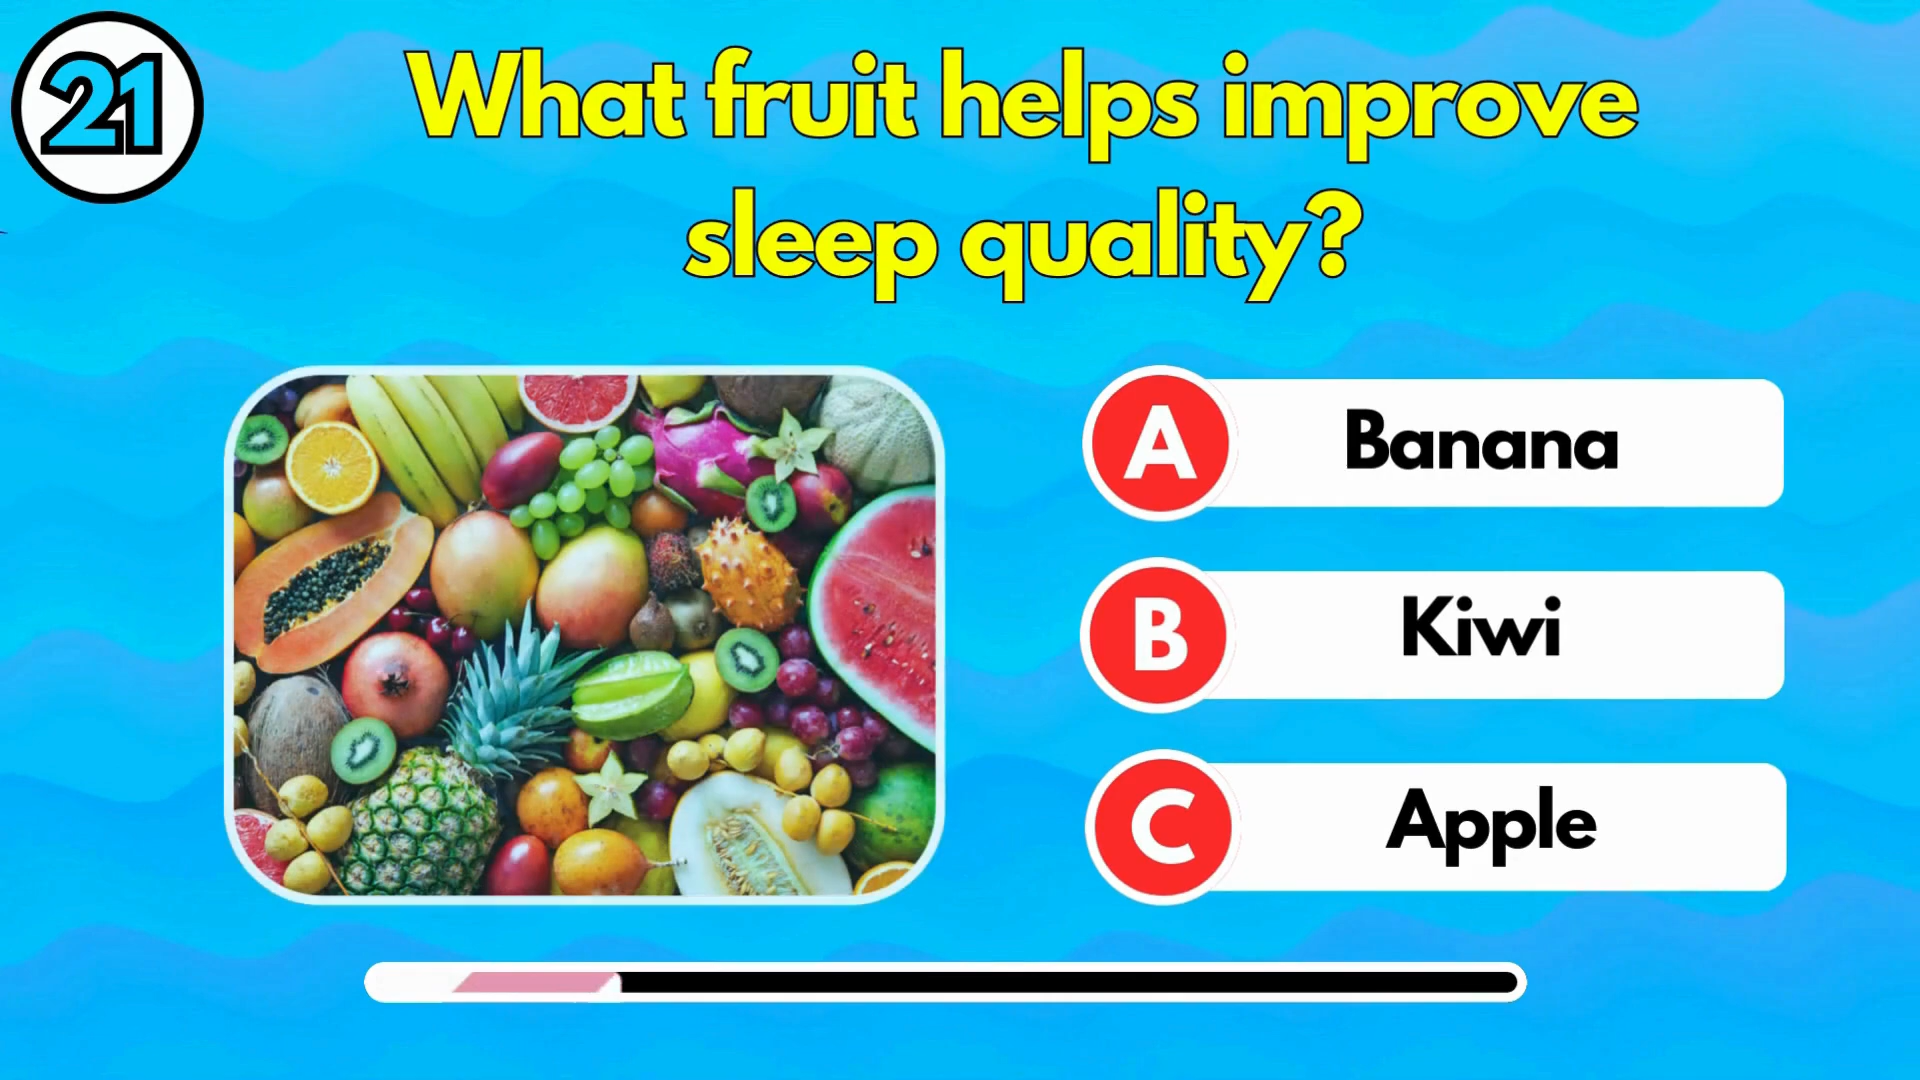 21
What fruit helps improve
sleep quality?
A Banana
B Kiwi
C Apple